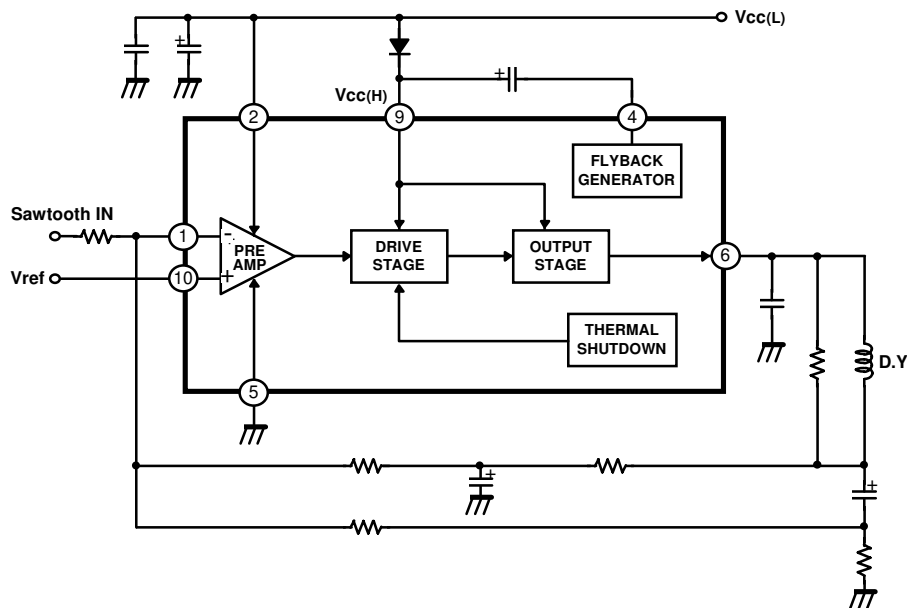 Vcc(L)
+
+
Vcc(H)
2
9
4
FLYBACK
GENERATOR
Sawtooth IN
1
-
PRE
AMP
DRIVE
STAGE
OUTPUT
STAGE
6
Vref
10
+
THERMAL
SHUTDOWN
D.Y
5
+
+